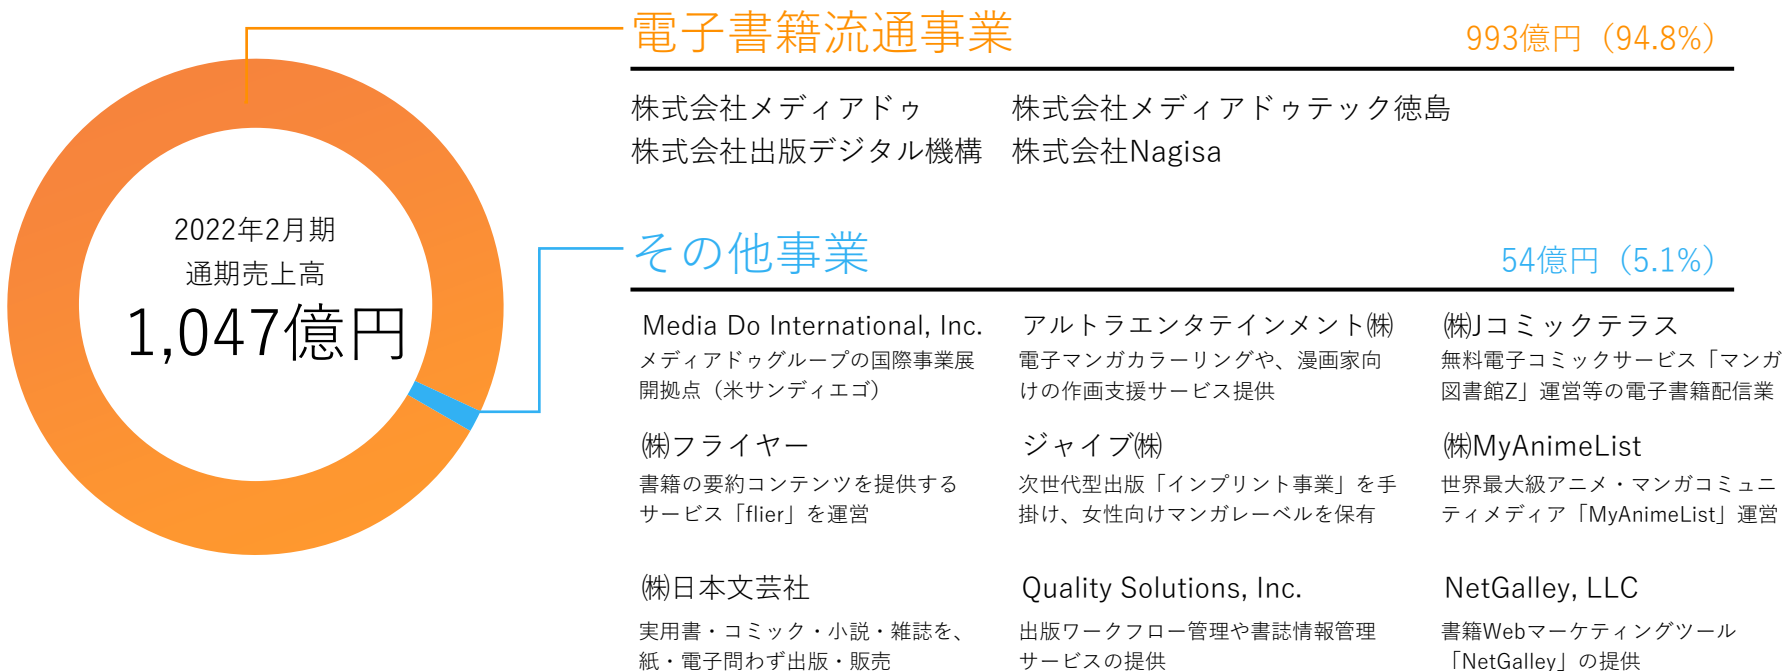 電子書籍流通事業
993億円（94.8%）
株式会社メディアドゥ
株式会社メディアドゥテック徳島
株式会社出版デジタル機構
株式会社Nagisa
2022年2月期
通期売上高
1,047億円
その他事業
54億円（5.1%）
Media Do International, Inc.
メディアドゥグループの国際事業展
開拠点（米サンディエゴ）
アルトラエンタテインメント㈱
電子マンガカラーリングや、漫画家向
けの作画支援サービス提供
㈱Jコミックテラス
無料電子コミックサービス「マンガ
図書館Z」運営等の電子書籍配信業
㈱フライヤー
書籍の要約コンテンツを提供する
サービス「flier」を運営
ジャイブ㈱
次世代型出版「インプリント事業」を手
掛け、女性向けマンガレーベルを保有
㈱MyAnimeList
世界最大級アニメ・マンガコミュニ
ティメディア「MyAnimeList」運営
㈱日本文芸社
実用書・コミック・小説・雑誌を、
紙・電子問わず出版・販売
Quality Solutions, Inc.
出版ワークフロー管理や書誌情報管理
サービスの提供
NetGalley, LLC
書籍Webマーケティングツール
「NetGalley」の提供